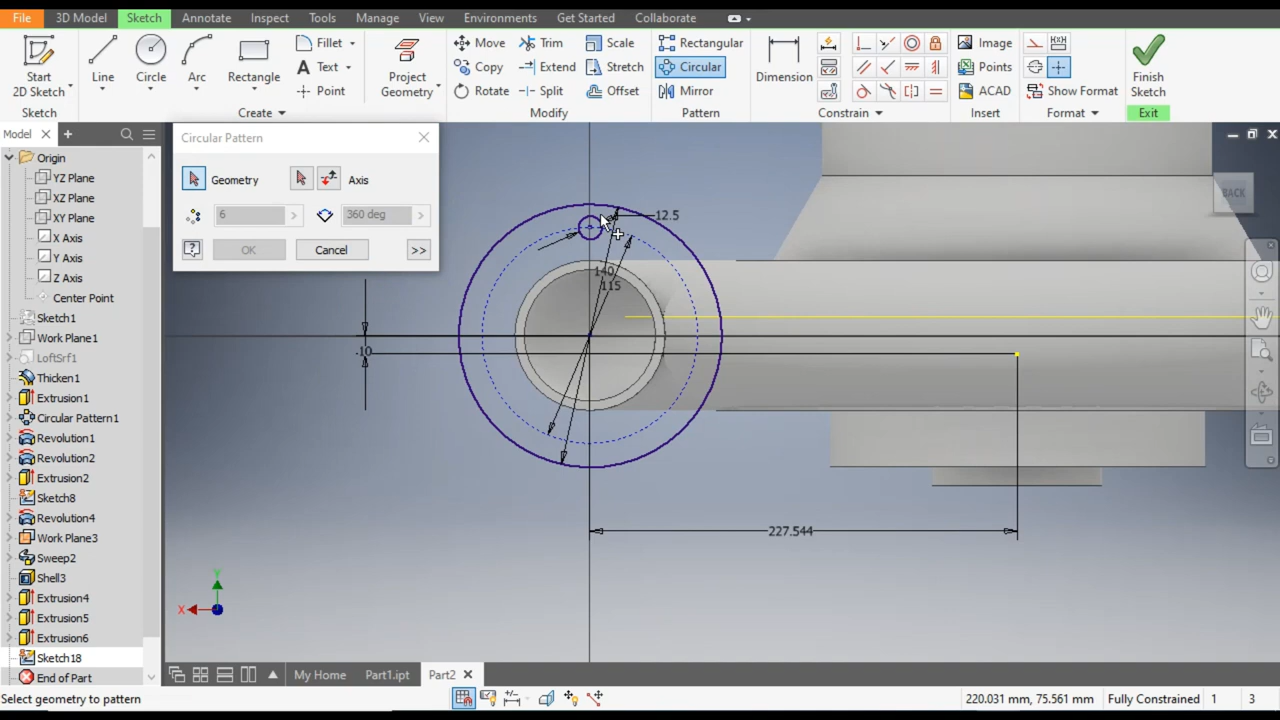 File 3D Model Sketch Annotate Inspect Tools Manage View Environments Get Started Collaborate
Start 2D Sketch
Line
Circle
Arc
Rectangle
Fillet
Text
Point
Project Geometry
Move Trim Scale
Copy Extend Stretch
Rotate Split Offset
Rectangular
Circular
Mirror
Dimension
Image
Points
ACAD
Show Format
Finish Sketch
Sketch Create Modify Pattern Constrain Insert Format Exit
Model
Origin
YZ Plane
XZ Plane
XY Plane
X Axis
Y Axis
Z Axis
Center Point
Sketch1
Work Plane1
LoftSrf1
Thicken1
Extrusion1
Circular Pattern1
Revolution1
Revolution2
Extrusion2
Sketch8
Revolution4
Work Plane3
Sweep2
Shell3
Extrusion4
Extrusion5
Extrusion6
Sketch18
End of Part
Circular Pattern
Geometry Axis
6 360 deg
OK Cancel >>
12.5
140
115
-10
227.544
BACK
Y
X
My Home Part1.ipt Part2
Select geometry to pattern 220.031 mm, 75.561 mm Fully Constrained 1 3